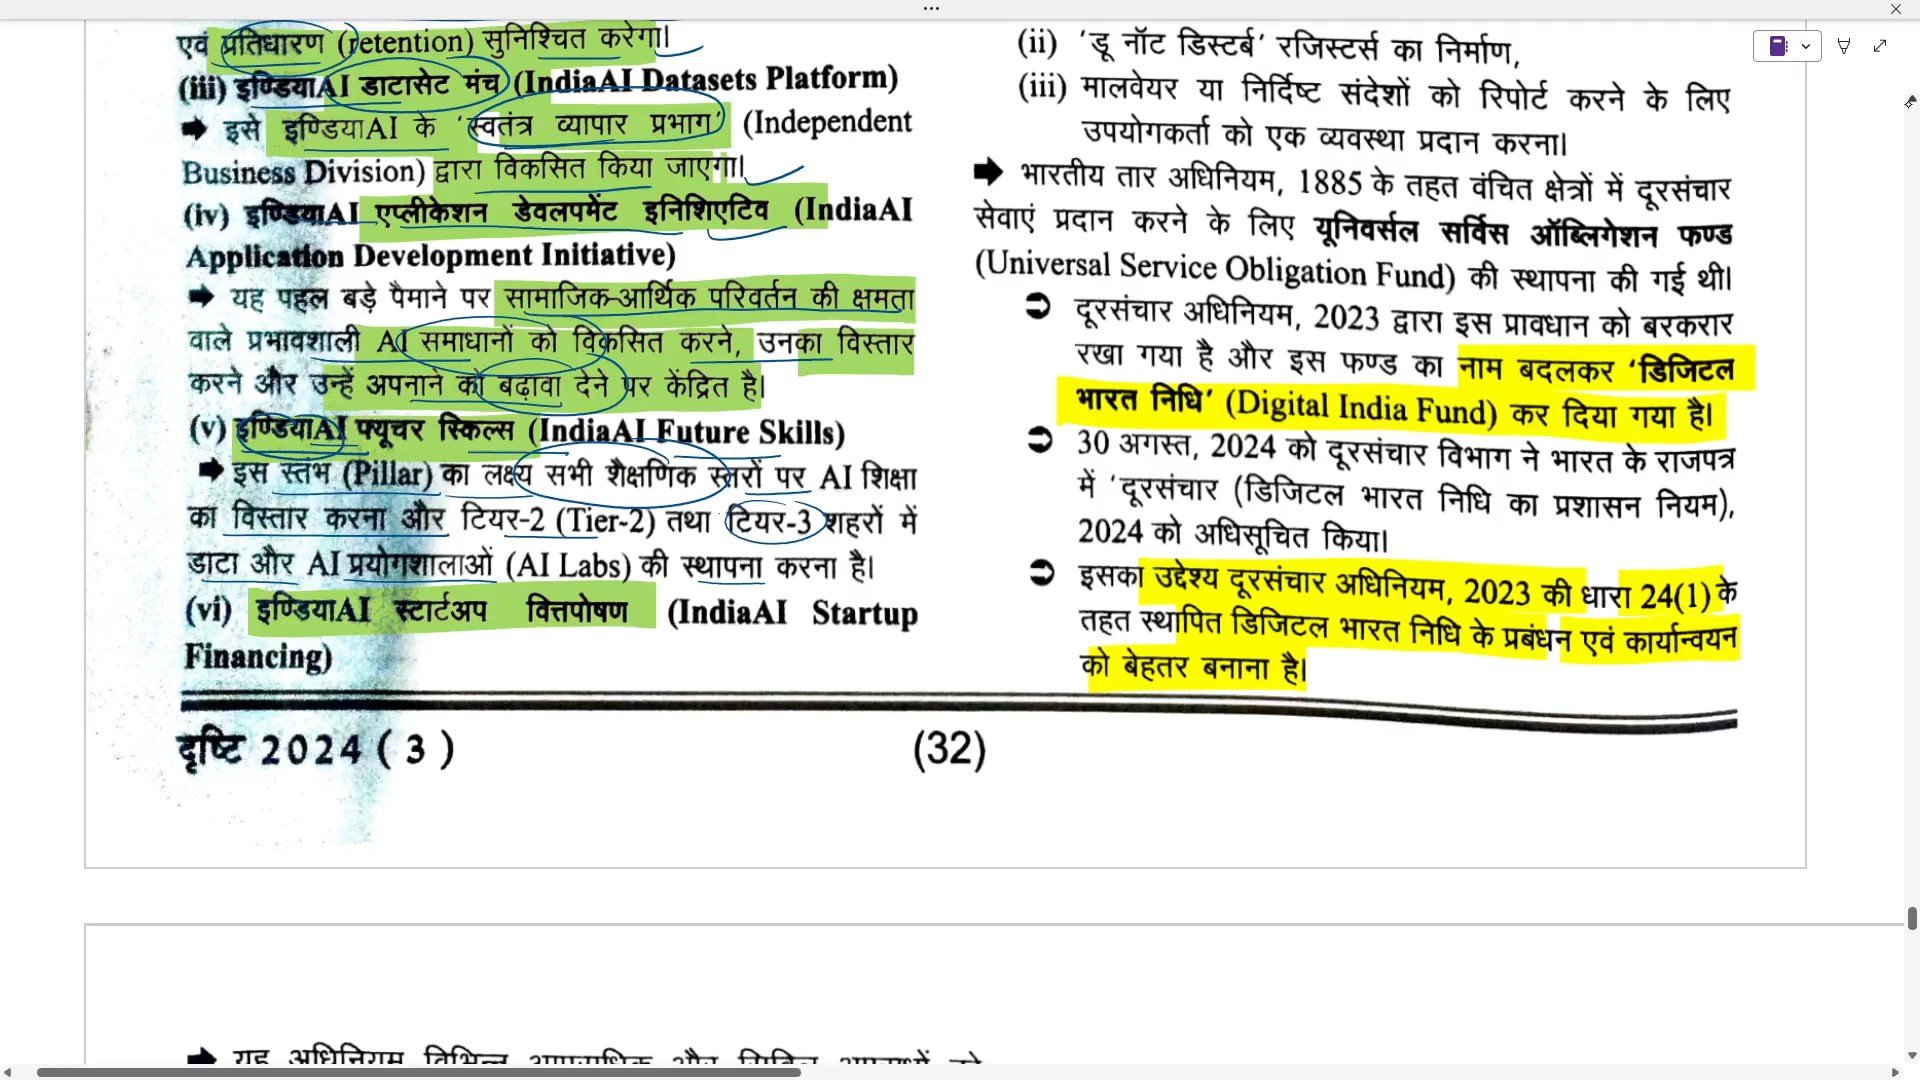 एवं प्रतिधारण (retention) सुनिश्चित करेगा।
(iii) इण्डियाAI डाटासेट मंच (IndiaAI Datasets Platform)
➡ इसे इण्डियाAI के ‘स्वतंत्र व्यापार प्रभाग’ (Independent
Business Division) द्वारा विकसित किया जाएगा।
(iv) इण्डियाAI एप्लीकेशन डेवलपमेंट इनिशिएटिव (IndiaAI
Application Development Initiative)
➡ यह पहल बड़े पैमाने पर सामाजिक-आर्थिक परिवर्तन की क्षमता
वाले प्रभावशाली AI समाधानों को विकसित करने, उनका विस्तार
करने और उन्हें अपनाने को बढ़ावा देने पर केंद्रित है।
(v) इण्डियाAI फ्यूचर स्किल्स (IndiaAI Future Skills)
➡ इस स्तंभ (Pillar) का लक्ष्य सभी शैक्षणिक स्तरों पर AI शिक्षा
का विस्तार करना और टियर-2 (Tier-2) तथा टियर-3 शहरों में
डाटा और AI प्रयोगशालाओं (AI Labs) की स्थापना करना है।
(vi) इण्डियाAI स्टार्टअप वित्तपोषण (IndiaAI Startup
Financing)
(ii) ‘डू नॉट डिस्टर्ब’ रजिस्टर्स का निर्माण,
(iii) मालवेयर या निर्दिष्ट संदेशों को रिपोर्ट करने के लिए
उपयोगकर्ता को एक व्यवस्था प्रदान करना।
➡ भारतीय तार अधिनियम, 1885 के तहत वंचित क्षेत्रों में दूरसंचार
सेवाएं प्रदान करने के लिए यूनिवर्सल सर्विस ऑब्लिगेशन फण्ड
(Universal Service Obligation Fund) की स्थापना की गई थी।
➲ दूरसंचार अधिनियम, 2023 द्वारा इस प्रावधान को बरकरार
रखा गया है और इस फण्ड का नाम बदलकर ‘डिजिटल
भारत निधि’ (Digital India Fund) कर दिया गया है।
➲ 30 अगस्त, 2024 को दूरसंचार विभाग ने भारत के राजपत्र
में ‘दूरसंचार (डिजिटल भारत निधि का प्रशासन नियम),
2024 को अधिसूचित किया।
➲ इसका उद्देश्य दूरसंचार अधिनियम, 2023 की धारा 24(1) के
तहत स्थापित डिजिटल भारत निधि के प्रबंधन एवं कार्यान्वयन
को बेहतर बनाना है।
दृष्टि 2024 ( 3 )
(32)
➡ यह अधिनियम विभिन्न आपराधिक और सिविल